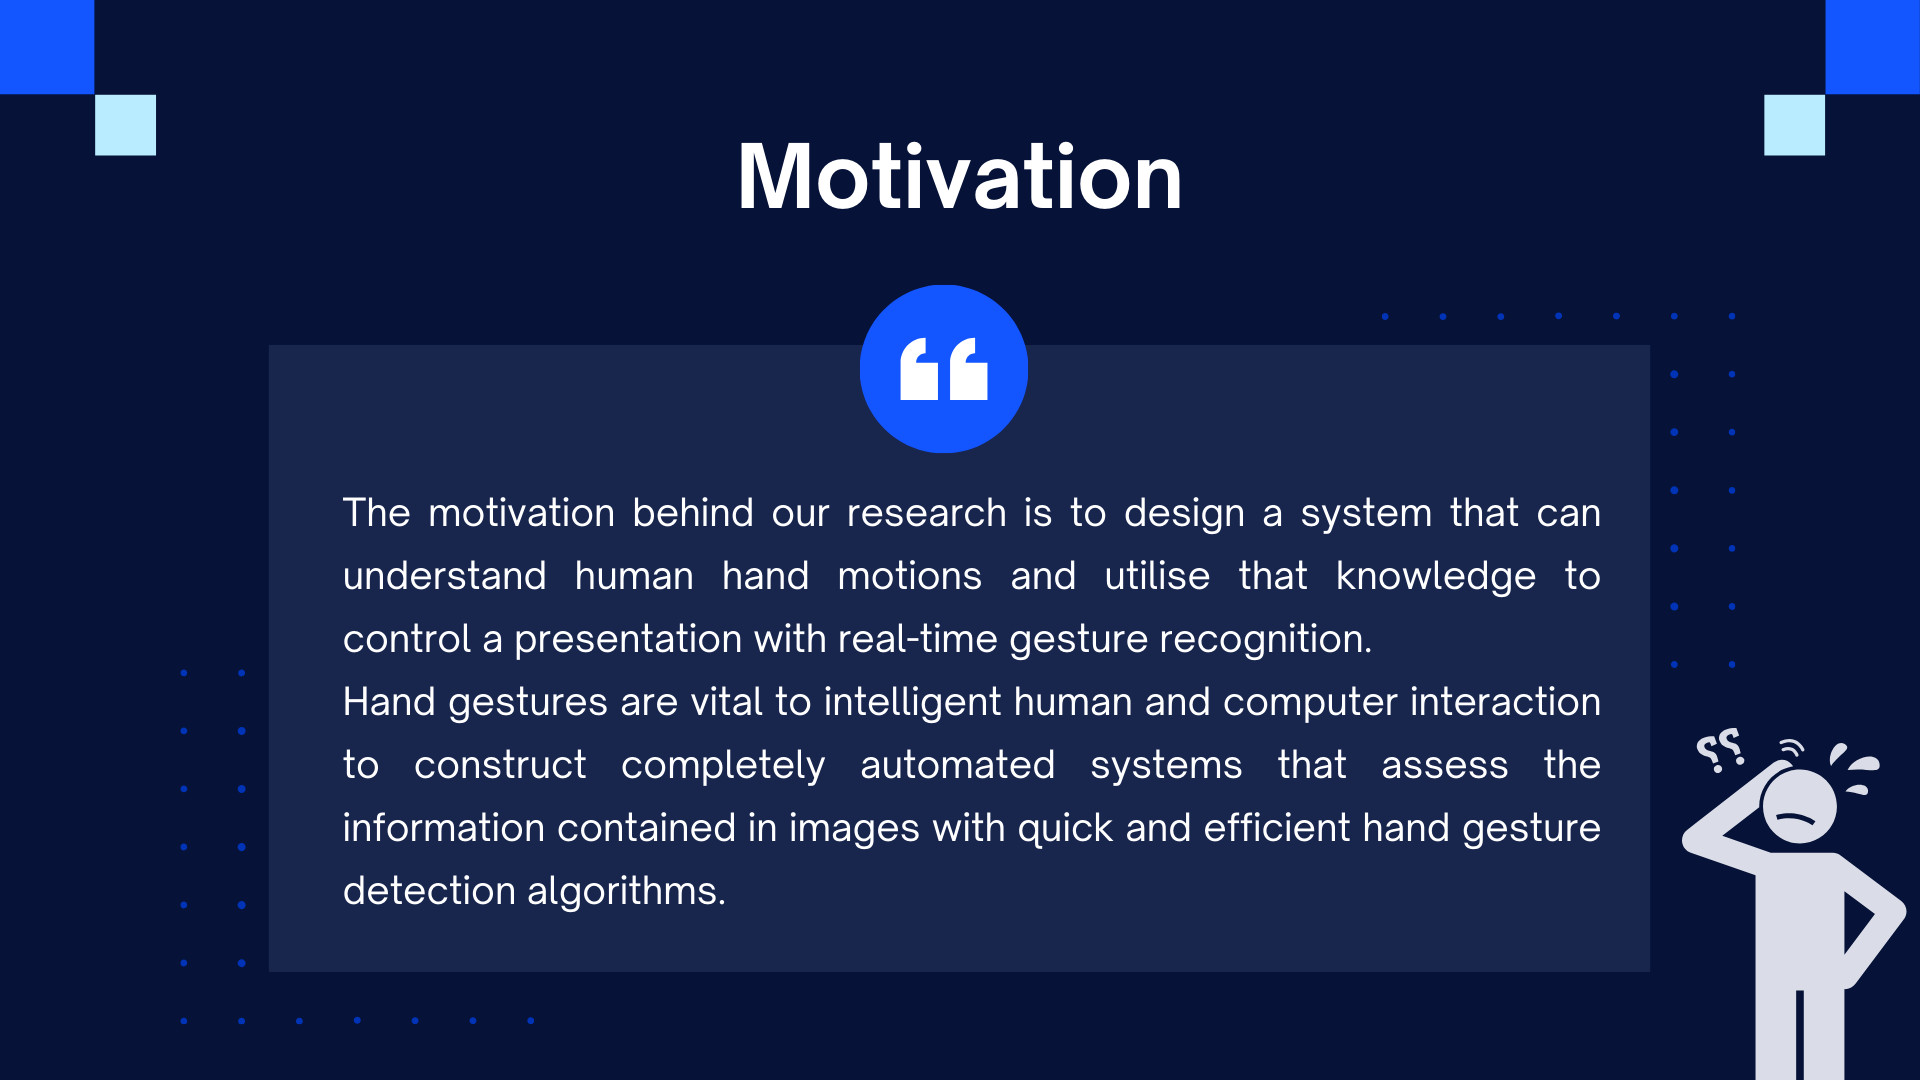 Motivation
The motivation behind our research is to design a system that can
understand human hand motions and utilise that knowledge to
control a presentation with real-time gesture recognition.
Hand gestures are vital to intelligent human and computer interaction
to construct completely automated systems that assess the
information contained in images with quick and efficient hand gesture
detection algorithms.